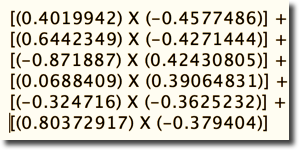 [(0.4019942) X (-0.4577486)] +
[(0.6442349) X (-0.4271444)] +
[(-0.871887) X (0.42430805)] +
[(0.0688409) X (0.39064831)] +
[(-0.324716) X (-0.3625232)] +
[(0.80372917) X (-0.379404)]